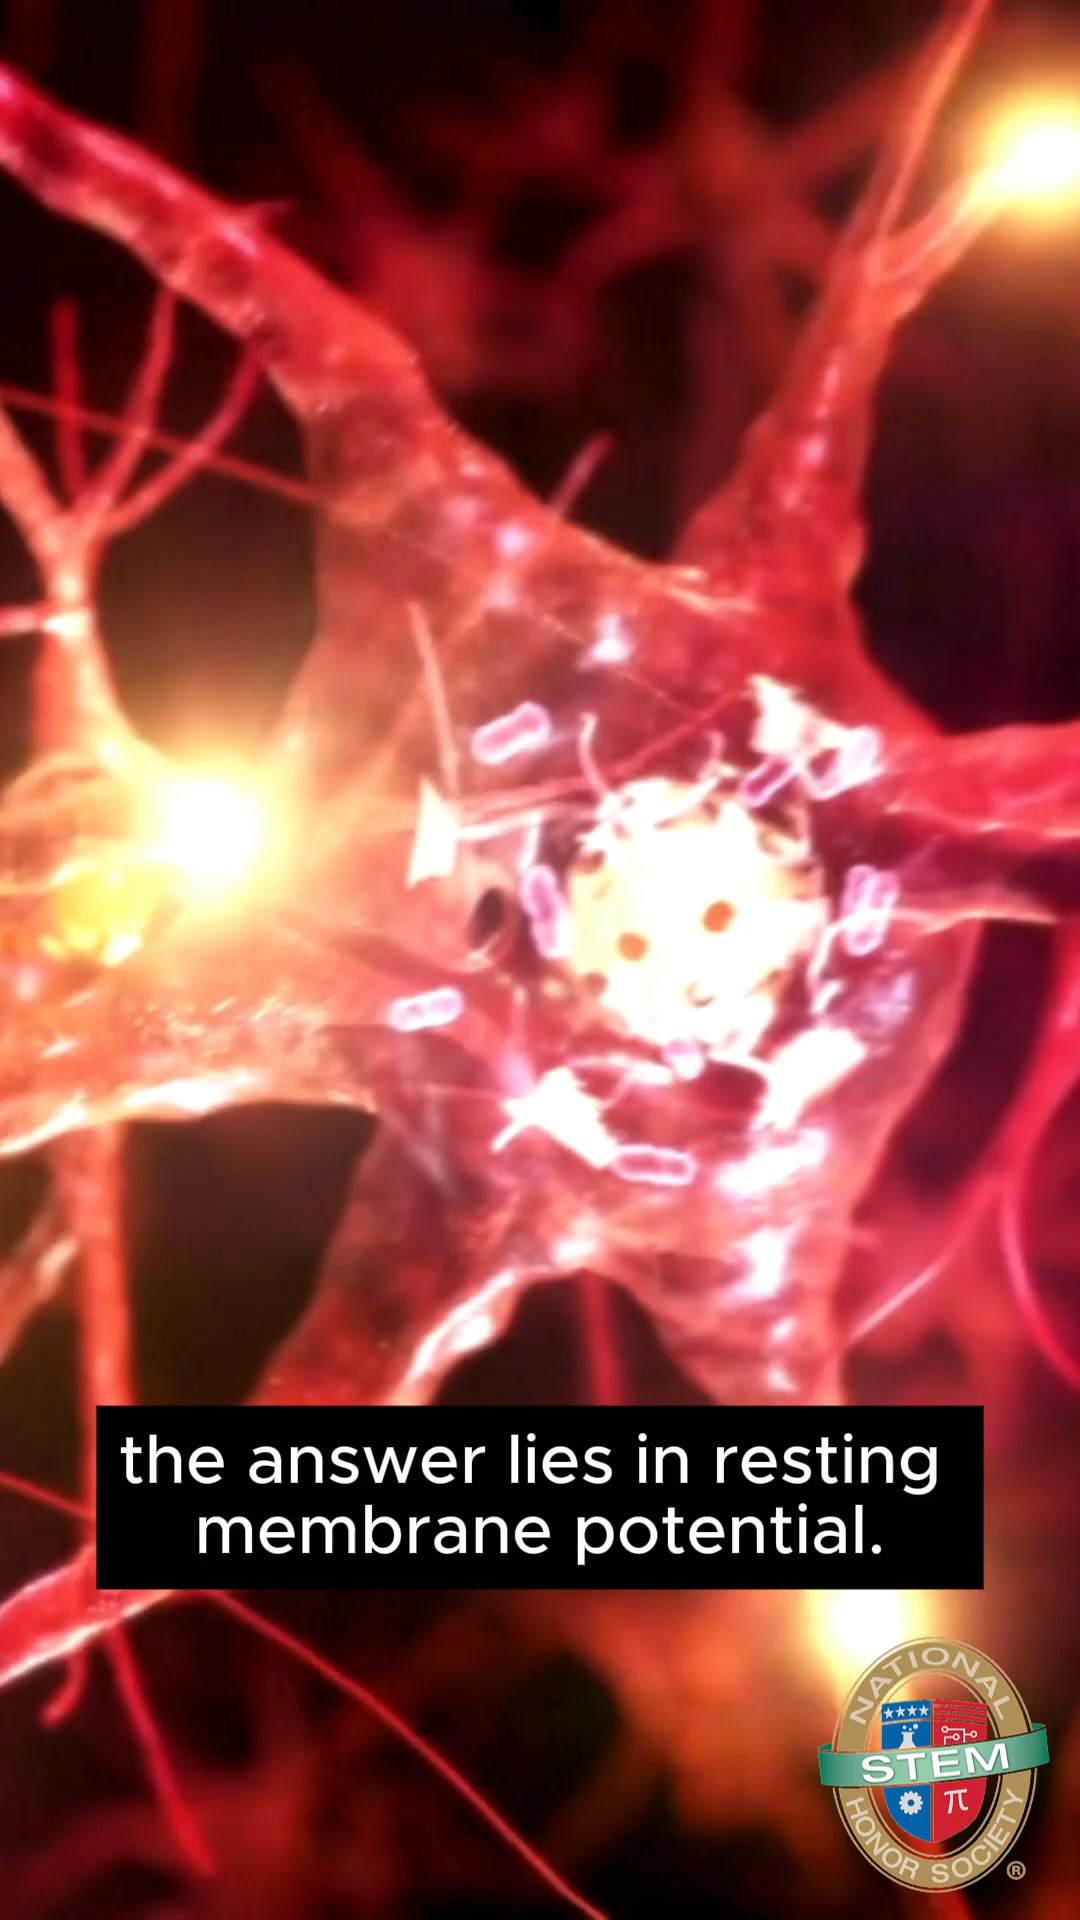 the answer lies in resting
membrane potential.
NATIONAL
STEM
π
HONOR SOCIETY
®